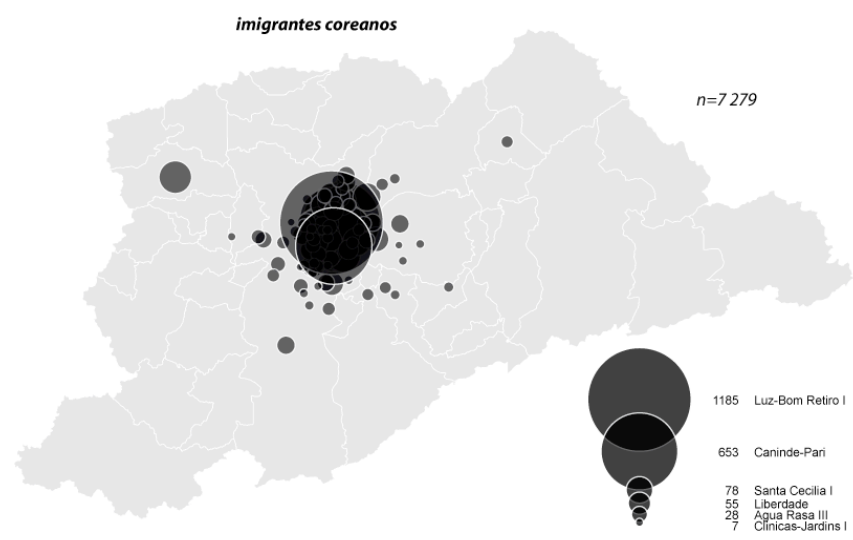 imigrantes coreanos
n=7 279
1185 Luz-Bom Retiro I
653 Caninde-Pari
78 Santa Cecilia I
55 Liberdade
28 Agua Rasa III
7 Clinicas-Jardins I